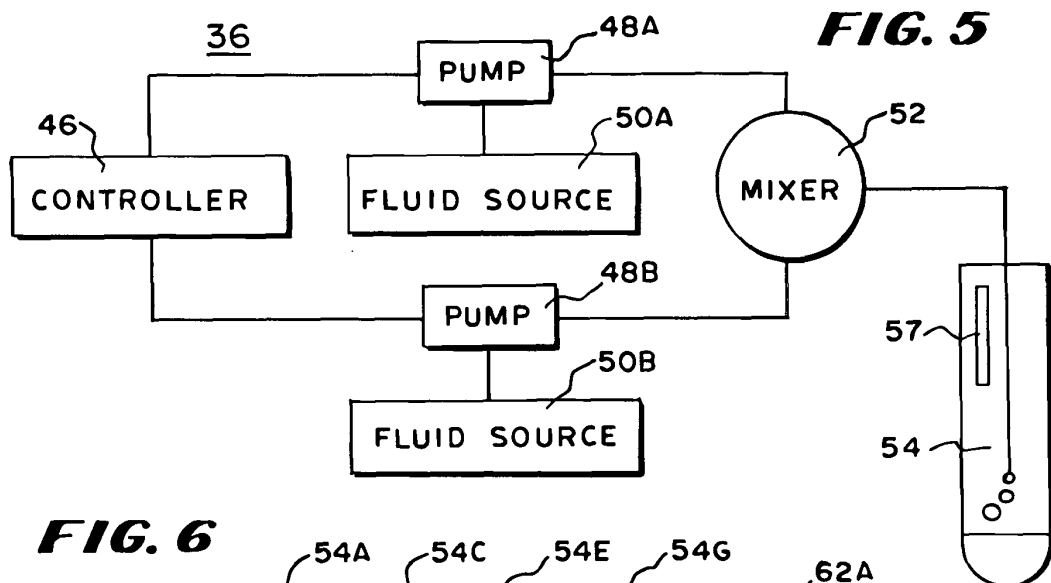 36
48A
FIG. 5
PUMP
46
50A
52
CONTROLLER
FLUID SOURCE
MIXER
48B
PUMP
57
50B
FLUID SOURCE
54
FIG. 6
54A
54C
54E
54G
62A